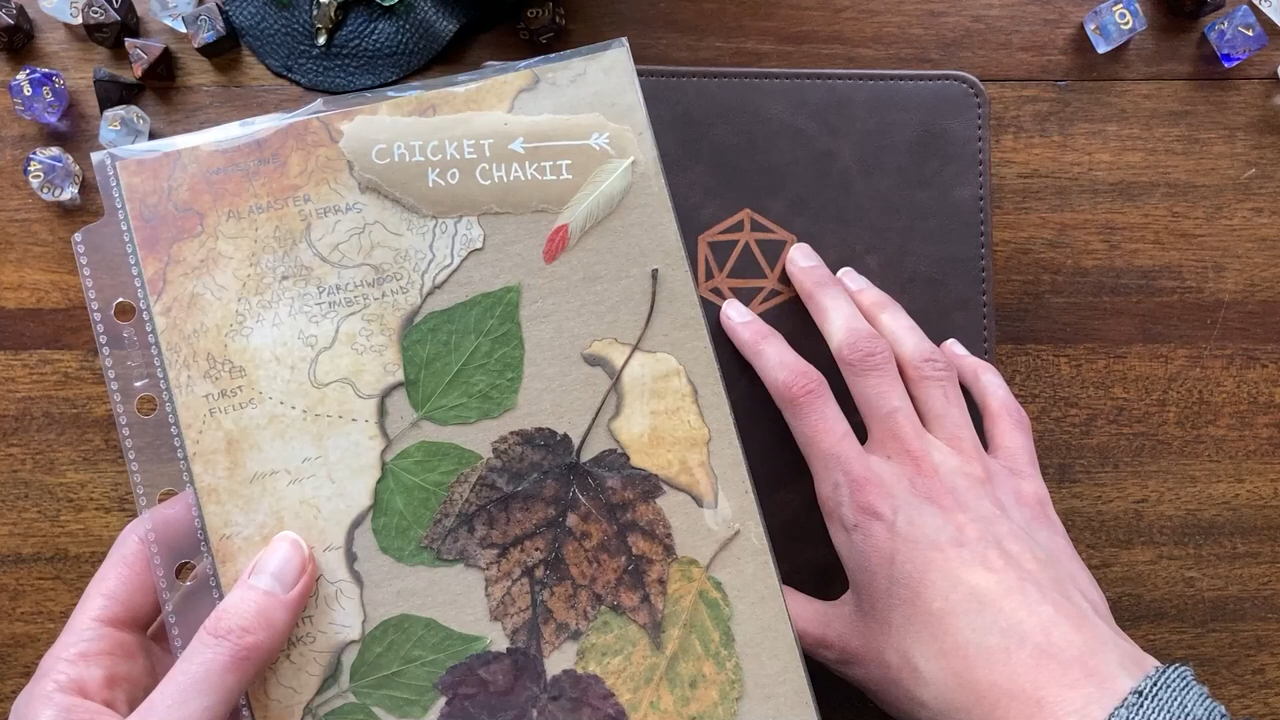 CRICKET
KO CHAKII
ALABASTER
SIERRAS
PARCHWOOD
TIMBERLAND
TURST
FIELDS